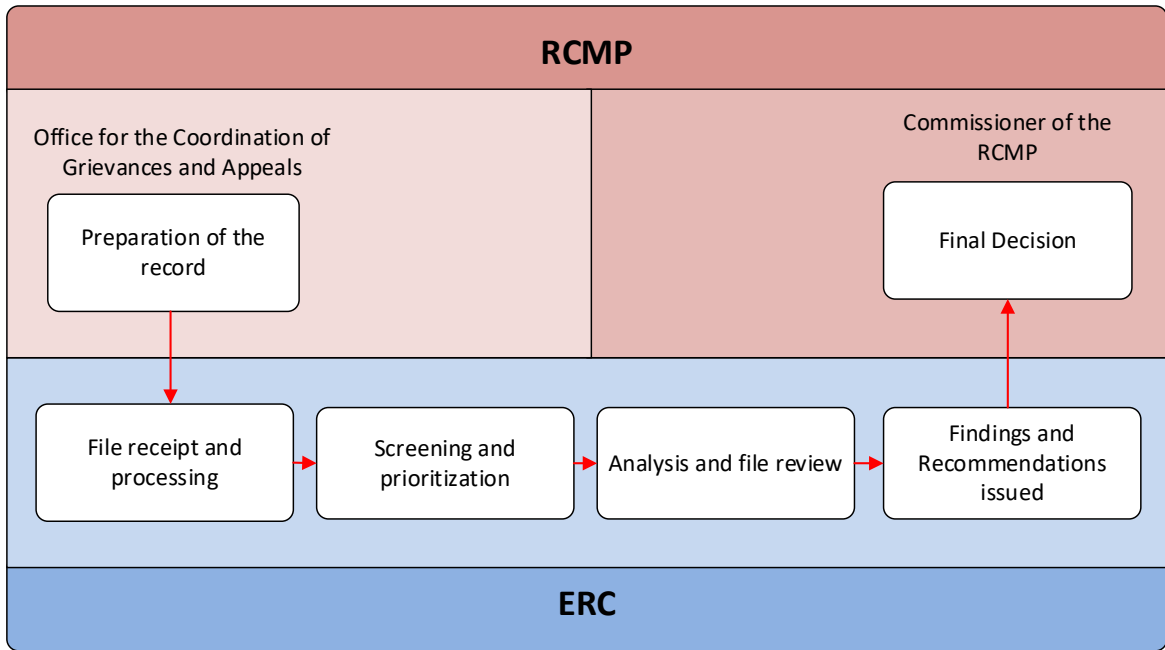 RCMP
Office for the Coordination of
Grievances and Appeals
Preparation of the
record
Commissioner of the
RCMP
Final Decision
File receipt and
processing
Screening and
prioritization
Analysis and file review
Findings and
Recommendations
issued
ERC